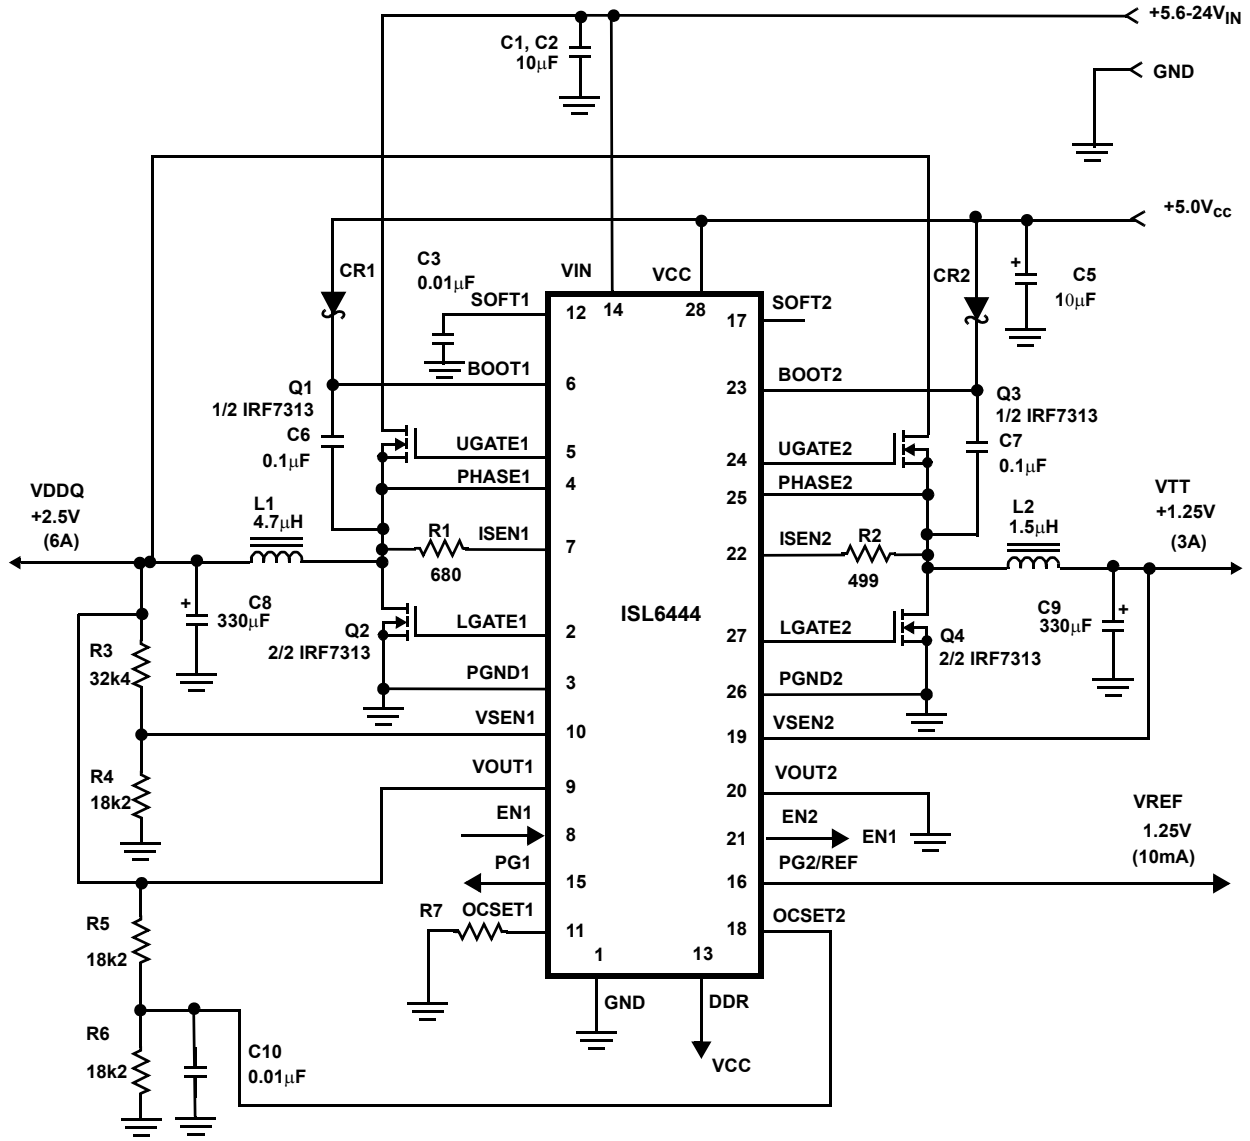 +5.6-24VIN
C1, C2
10µF
GND
+5.0Vcc
CR1
C3
0.01µF
VIN
VCC
CR2
C5
10µF
SOFT1
12
14
28
SOFT2
17
BOOT1
6
BOOT2
23
Q1
1/2 IRF7313
C6
0.1µF
Q3
1/2 IRF7313
C7
0.1µF
UGATE1
5
UGATE2
24
PHASE1
4
PHASE2
25
VDDQ
+2.5V
(6A)
L1
4.7µH
R1
680
ISEN1
7
ISEN2
22
R2
499
L2
1.5µH
VTT
+1.25V
(3A)
C8
330µF
ISL6444
C9
330µF
Q2
2/2 IRF7313
LGATE1
2
LGATE2
27
Q4
2/2 IRF7313
R3
32k4
PGND1
3
PGND2
26
VSEN1
10
VSEN2
19
R4
18k2
VOUT1
9
VOUT2
20
EN1
8
EN2
21
EN1
VREF
1.25V
(10mA)
PG1
15
PG2/REF
16
R7
OCSET1
11
OCSET2
18
R5
18k2
1
13
GND
DDR
VCC
R6
18k2
C10
0.01µF